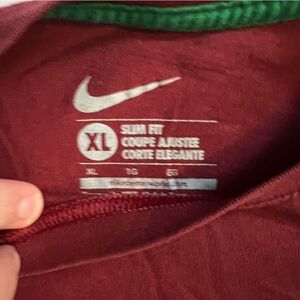 XL
SLIM FIT
COUPE AJUSTÉE
CORTE ELEGANTE
XL TG EG
nikebetterworld.com